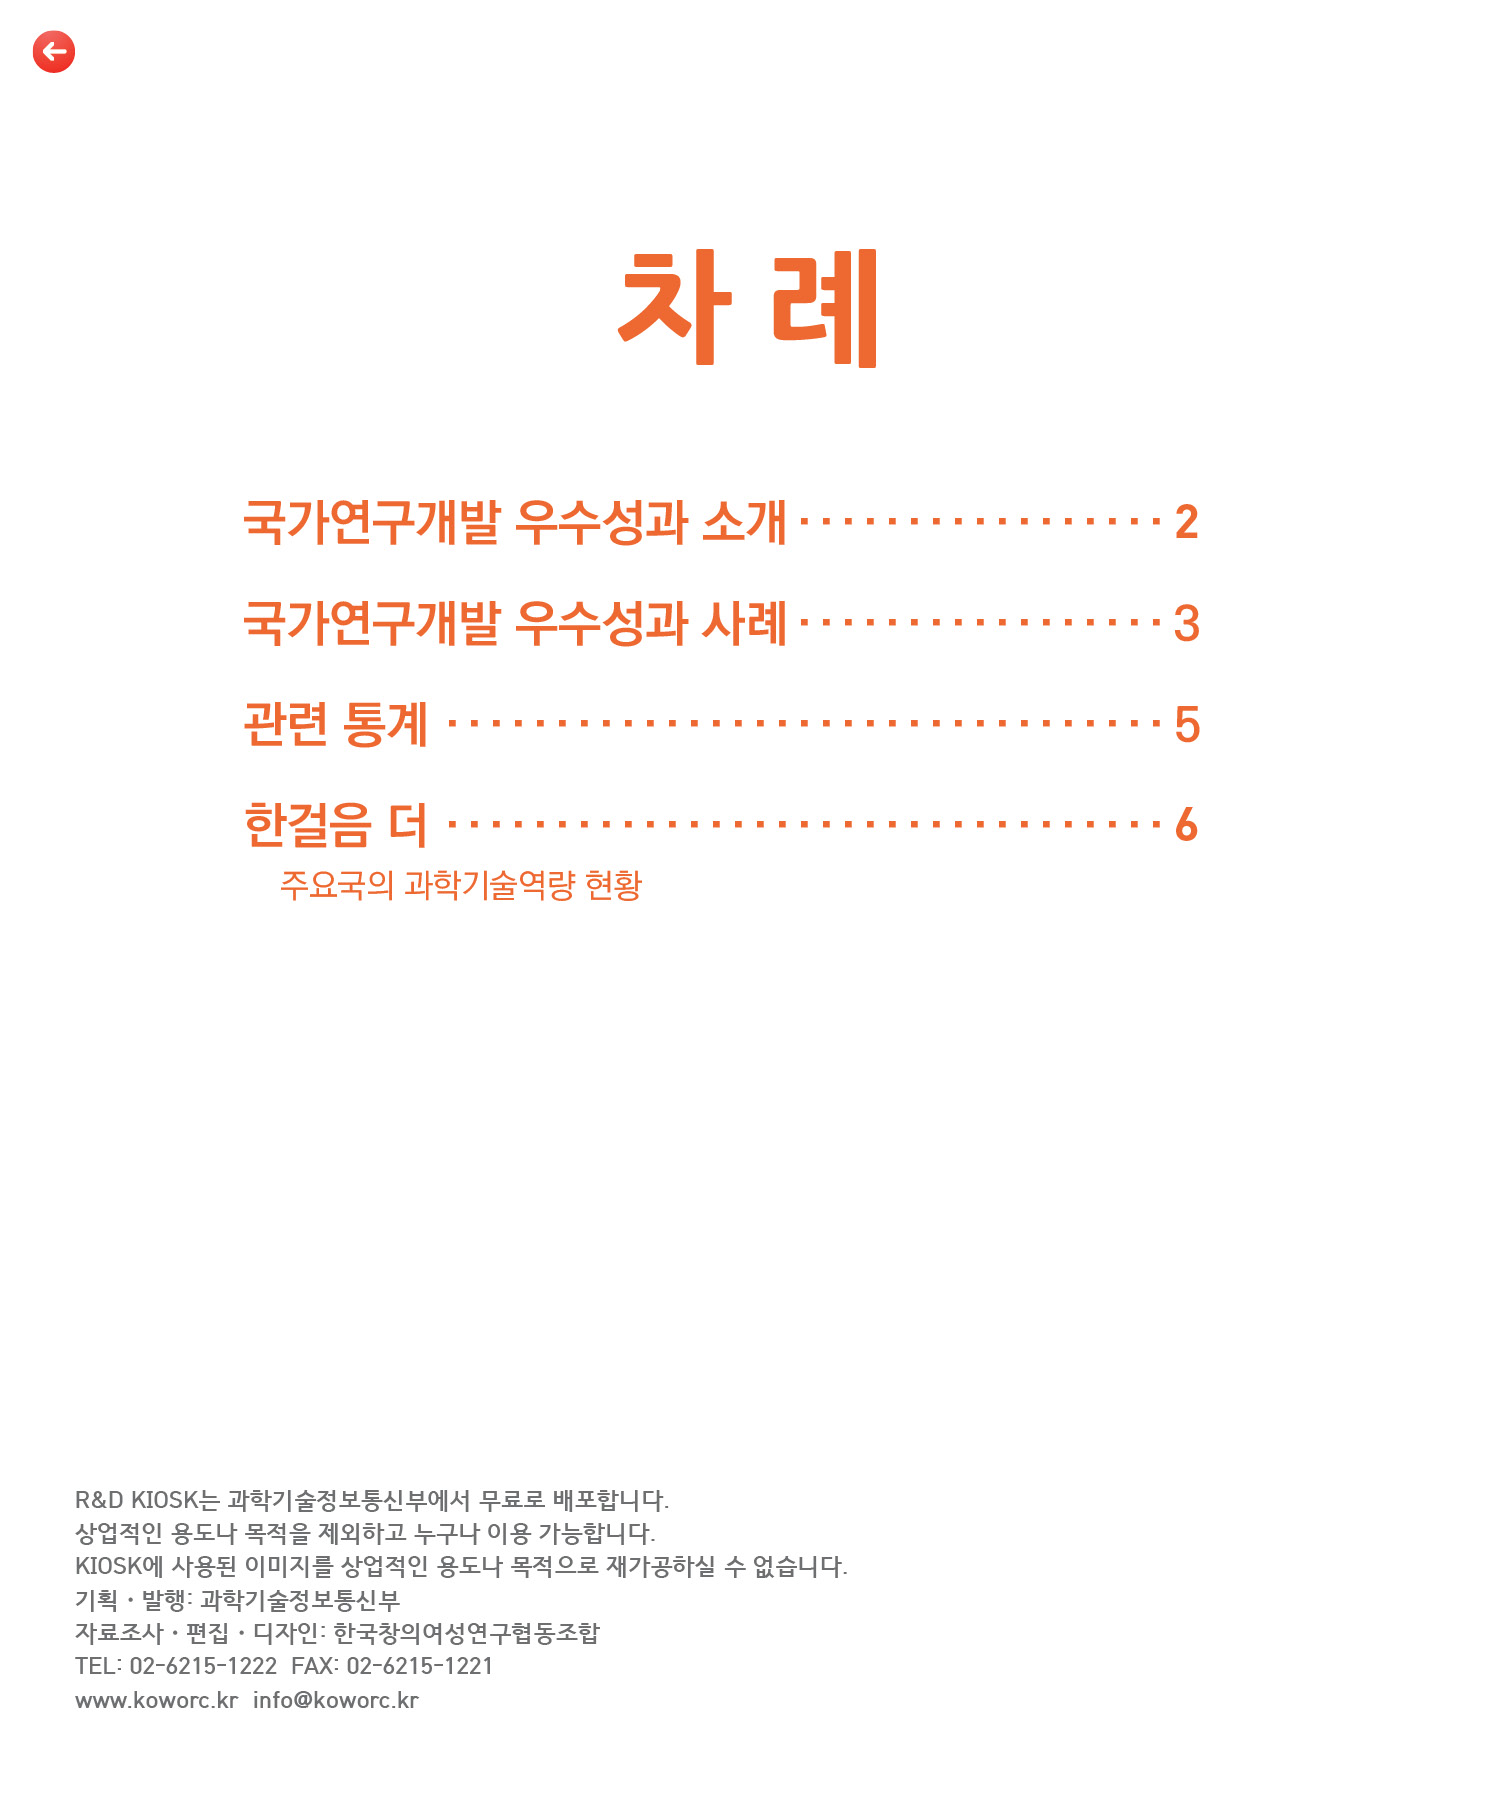 차 례
국가연구개발 우수성과 소개 ················· 2
국가연구개발 우수성과 사례 ················· 3
관련 통계 ································· 5
한걸음 더 ································· 6
주요국의 과학기술역량 현황
R&D KIOSK는 과학기술정보통신부에서 무료로 배포합니다.
상업적인 용도나 목적을 제외하고 누구나 이용 가능합니다.
KIOSK에 사용된 이미지를 상업적인 용도나 목적으로 재가공하실 수 없습니다.
기획·발행: 과학기술정보통신부
자료조사·편집·디자인: 한국창의여성연구협동조합
TEL: 02-6215-1222 FAX: 02-6215-1221
www.koworc.kr info@koworc.kr